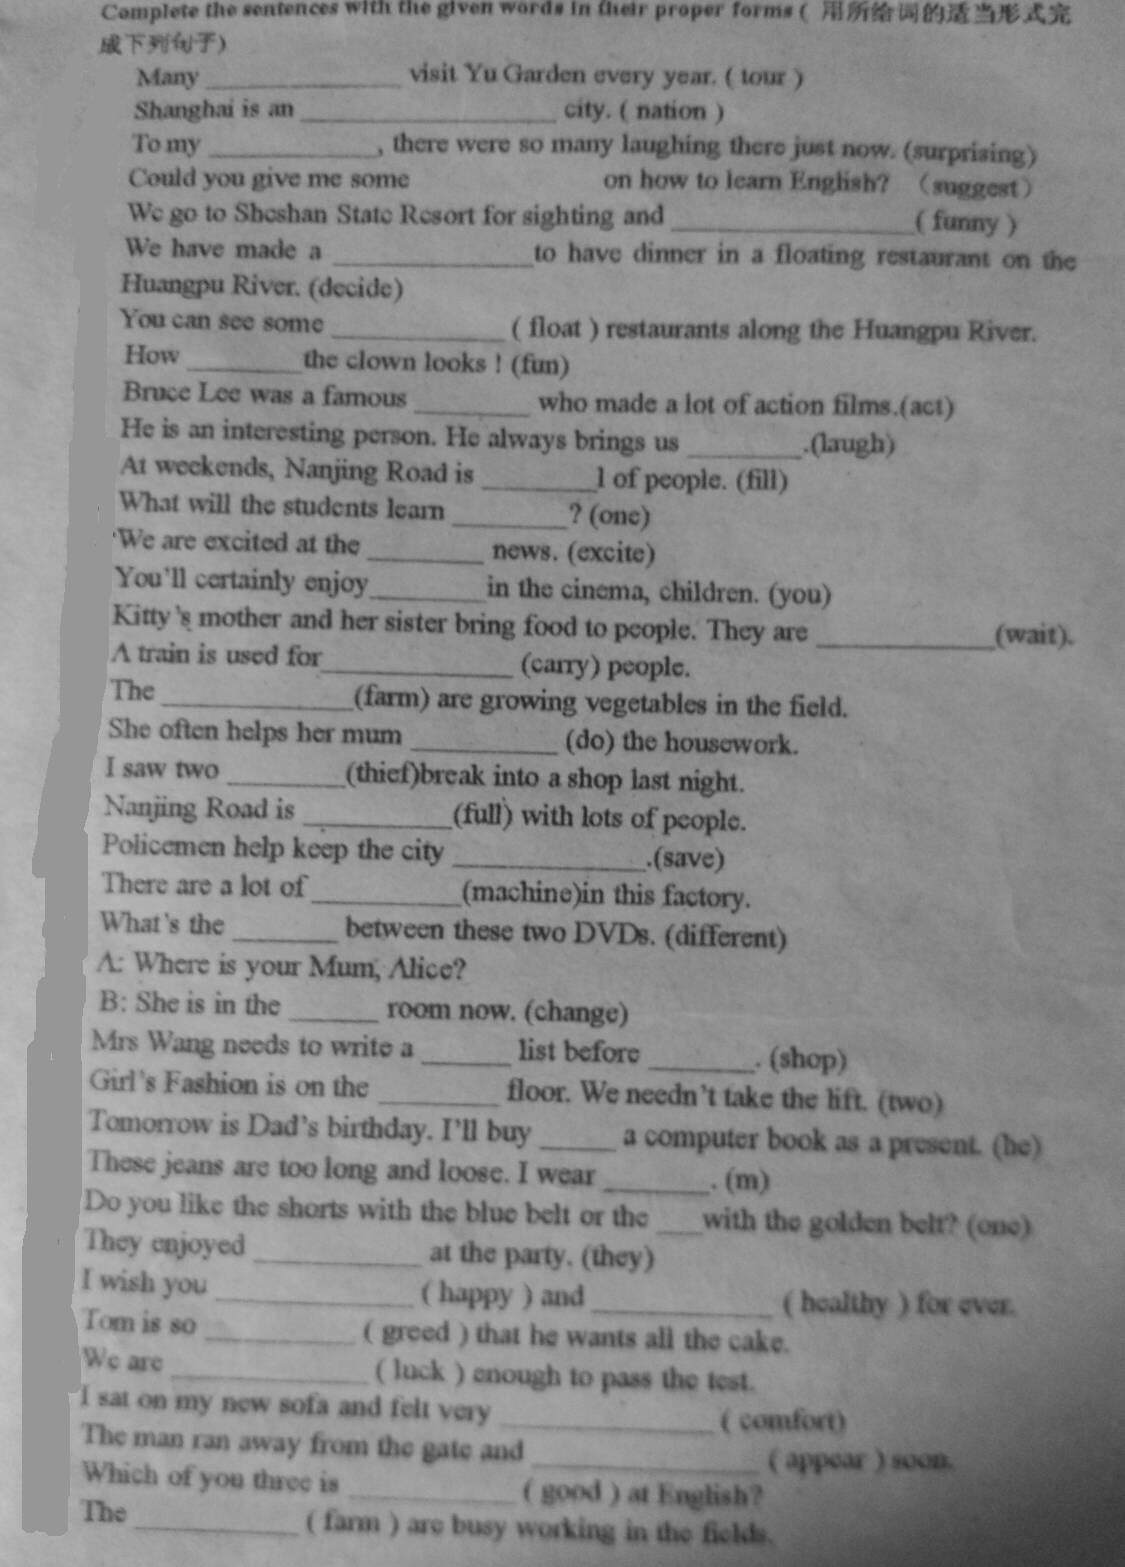 Complete the sentences with the given words in their proper forms ( 用所给词的适当形式完
成下列句子)
Many ____________ visit Yu Garden every year. ( tour )
Shanghai is an ________________ city. ( nation )
To my ___________, there were so many laughing there just now. (surprising)
Could you give me some on how to learn English? （suggest）
We go to Sheshan State Resort for sighting and ________________( funny )
We have made a _____________to have dinner in a floating restaurant on the
Huangpu River. (decide)
You can see some ___________ ( float ) restaurants along the Huangpu River.
How ________the clown looks ! (fun)
Bruce Lee was a famous ________ who made a lot of action films.(act)
He is an interesting person. He always brings us ________.(laugh)
At weekends, Nanjing Road is ________l of people. (fill)
What will the students learn ________? (one)
We are excited at the ________ news. (excite)
You'll certainly enjoy________in the cinema, children. (you)
Kitty's mother and her sister bring food to people. They are ____________(wait).
A train is used for_____________ (carry) people.
The _____________(farm) are growing vegetables in the field.
She often helps her mum __________ (do) the housework.
I saw two ________(thief)break into a shop last night.
Nanjing Road is __________(full) with lots of people.
Policemen help keep the city _____________.(save)
There are a lot of __________(machine)in this factory.
What's the _______ between these two DVDs. (different)
A: Where is your Mum, Alice?
B: She is in the ______ room now. (change)
Mrs Wang needs to write a ______ list before _______. (shop)
Girl's Fashion is on the ________ floor. We needn't take the lift. (two)
Tomorrow is Dad's birthday. I'll buy _____ a computer book as a present. (he)
These jeans are too long and loose. I wear _______. (m)
Do you like the shorts with the blue belt or the ___with the golden belt? (one)
They enjoyed ___________ at the party. (they)
I wish you _____________ ( happy ) and ____________ ( healthy ) for ever.
Tom is so __________ ( greed ) that he wants all the cake.
We are _____________ ( luck ) enough to pass the test.
I sat on my new sofa and felt very ______________ ( comfort)
The man ran away from the gate and _______________ ( appear ) soon.
Which of you three is ___________ ( good ) at English?
The ___________ ( farm ) are busy working in the fields.